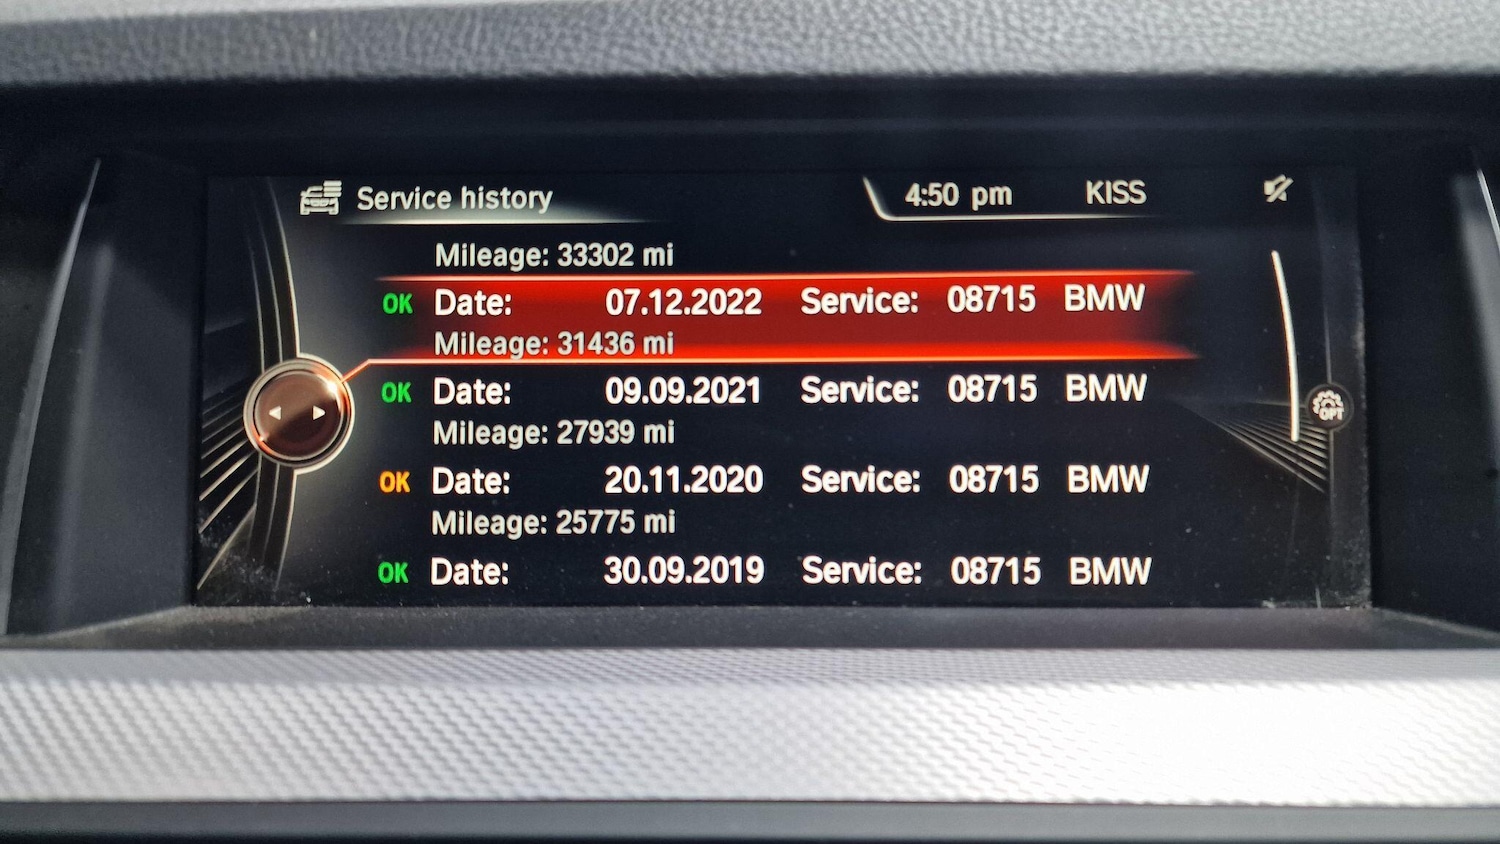 Service history 4:50 pm KISS
Mileage: 33302 mi
OK Date: 07.12.2022 Service: 08715 BMW
Mileage: 31436 mi
OK Date: 09.09.2021 Service: 08715 BMW
Mileage: 27939 mi
OK Date: 20.11.2020 Service: 08715 BMW
Mileage: 25775 mi
OPT
OK Date: 30.09.2019 Service: 08715 BMW